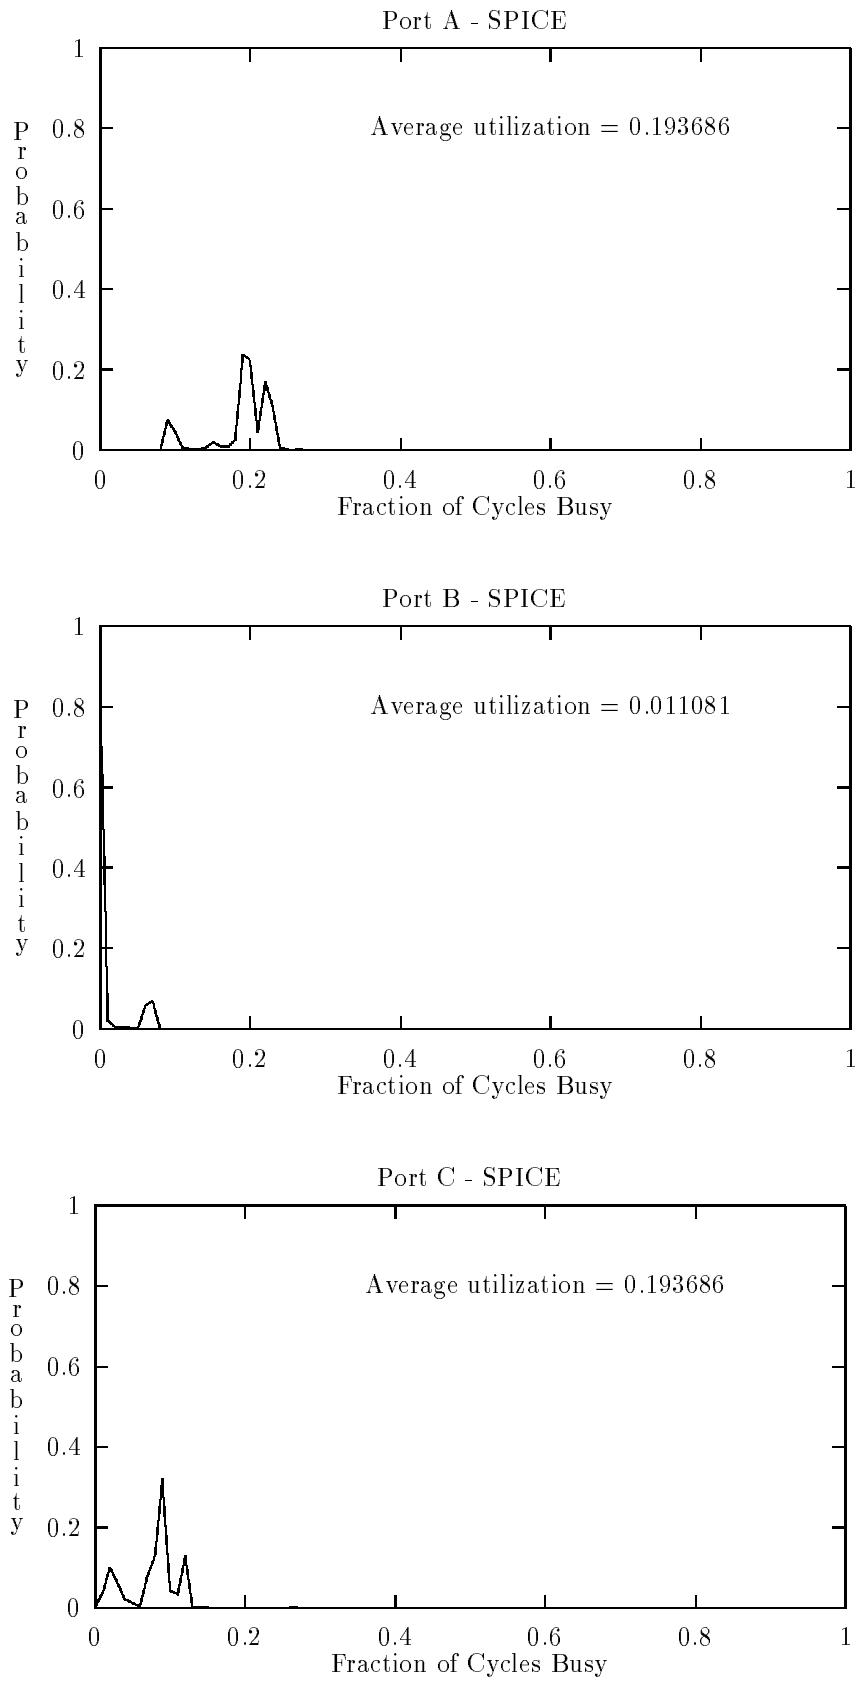 Port A - SPICE
Probability
1
0.8
0.6
0.4
0.2
0
Average utilization = 0.193686
0 0.2 0.4 0.6 0.8 1
Fraction of Cycles Busy
Port B - SPICE
Probability
1
0.8
0.6
0.4
0.2
0
Average utilization = 0.011081
0 0.2 0.4 0.6 0.8 1
Fraction of Cycles Busy
Port C - SPICE
Probability
1
0.8
0.6
0.4
0.2
0
Average utilization = 0.193686
0 0.2 0.4 0.6 0.8 1
Fraction of Cycles Busy